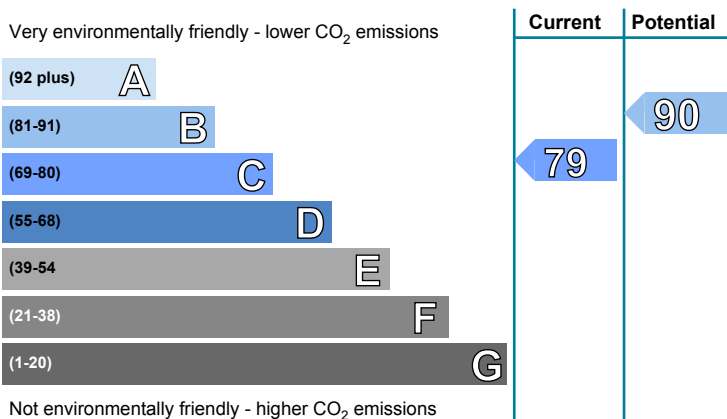 Very environmentally friendly - lower CO2 emissions
Current
Potential
(92 plus) A
(81-91) B
90
(69-80) C
79
(55-68) D
(39-54 E
(21-38) F
(1-20) G
Not environmentally friendly - higher CO2 emissions